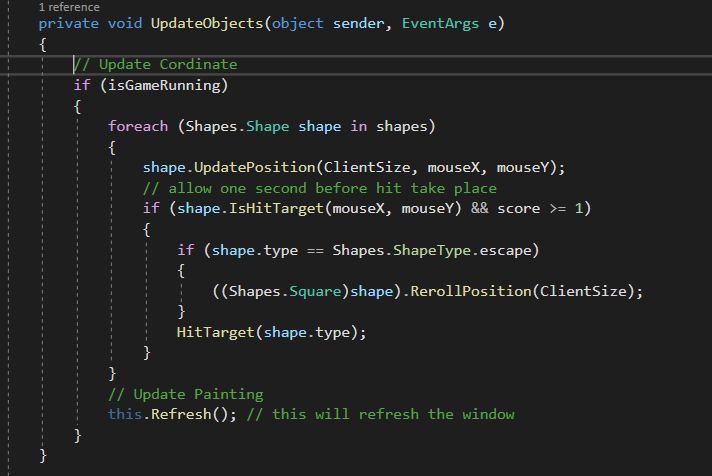 1 reference
private void UpdateObjects(object sender, EventArgs e)
{
// Update Cordinate
if (isGameRunning)
{
foreach (Shapes.Shape shape in shapes)
{
shape.UpdatePosition(ClientSize, mouseX, mouseY);
// allow one second before hit take place
if (shape.IsHitTarget(mouseX, mouseY) && score >= 1)
{
if (shape.type == Shapes.ShapeType.escape)
{
((Shapes.Square)shape).RerollPosition(ClientSize);
}
HitTarget(shape.type);
}
}
// Update Painting
this.Refresh(); // this will refresh the window
}
}